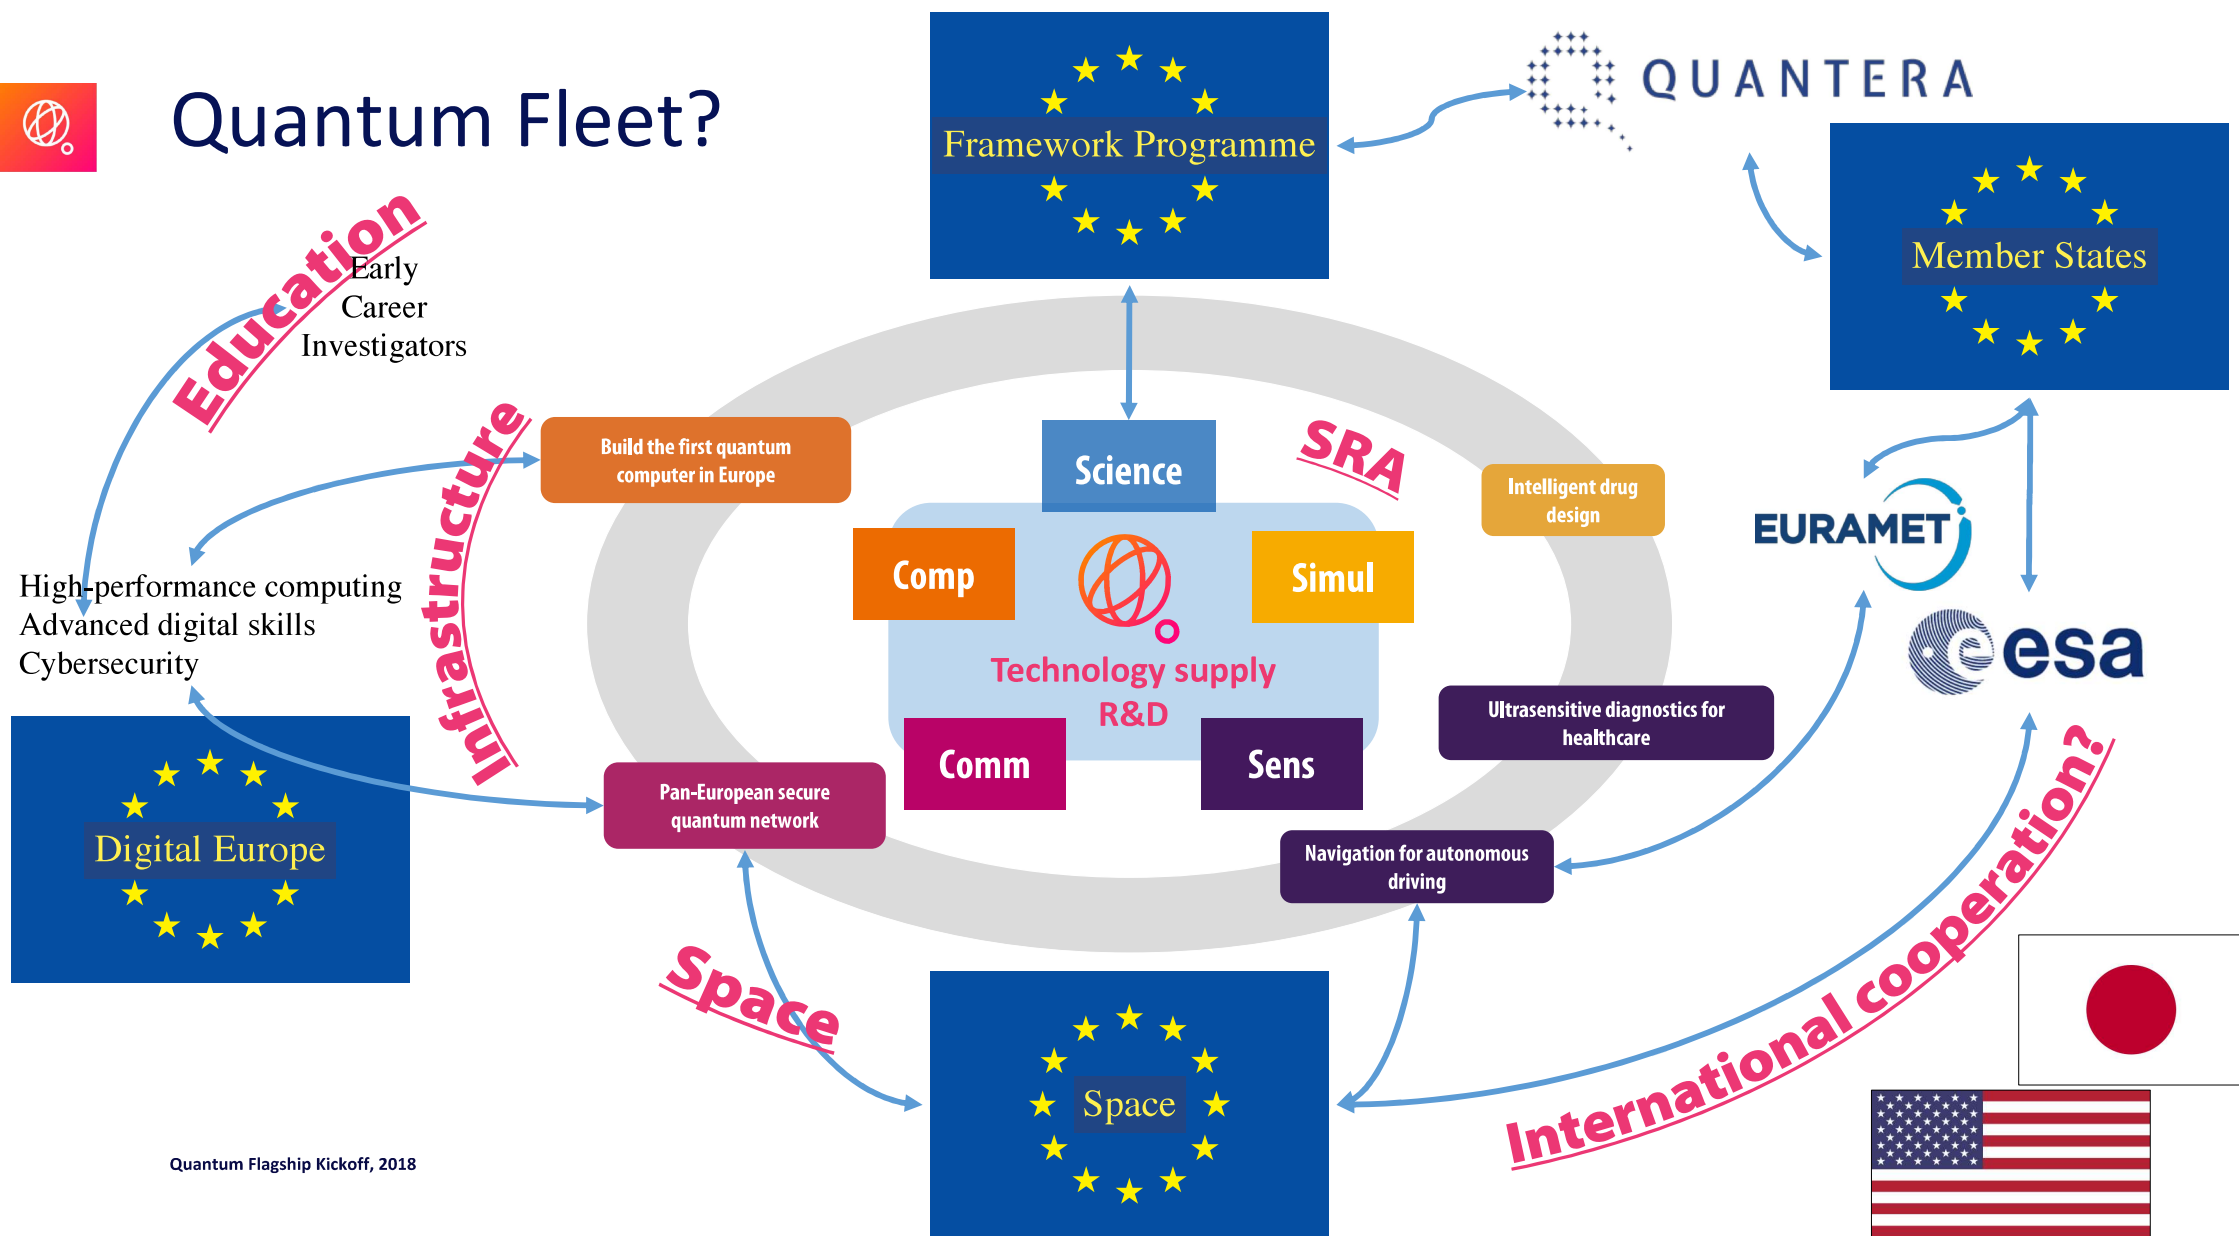 Quantum Fleet?
Framework Programme
QUANTERA
Member States
Education
Early
Career
Investigators
Infrastructure
Build the first quantum
computer in Europe
Science
SRA
Intelligent drug
design
EURAMET
Comp
Simul
Technology supply
R&D
High-performance computing
Advanced digital skills
Cybersecurity
esa
Ultrasensitive diagnostics for
healthcare
Comm
Sens
Pan-European secure
quantum network
Navigation for autonomous
driving
Digital Europe
Space
Space
International cooperation?
Quantum Flagship Kickoff, 2018